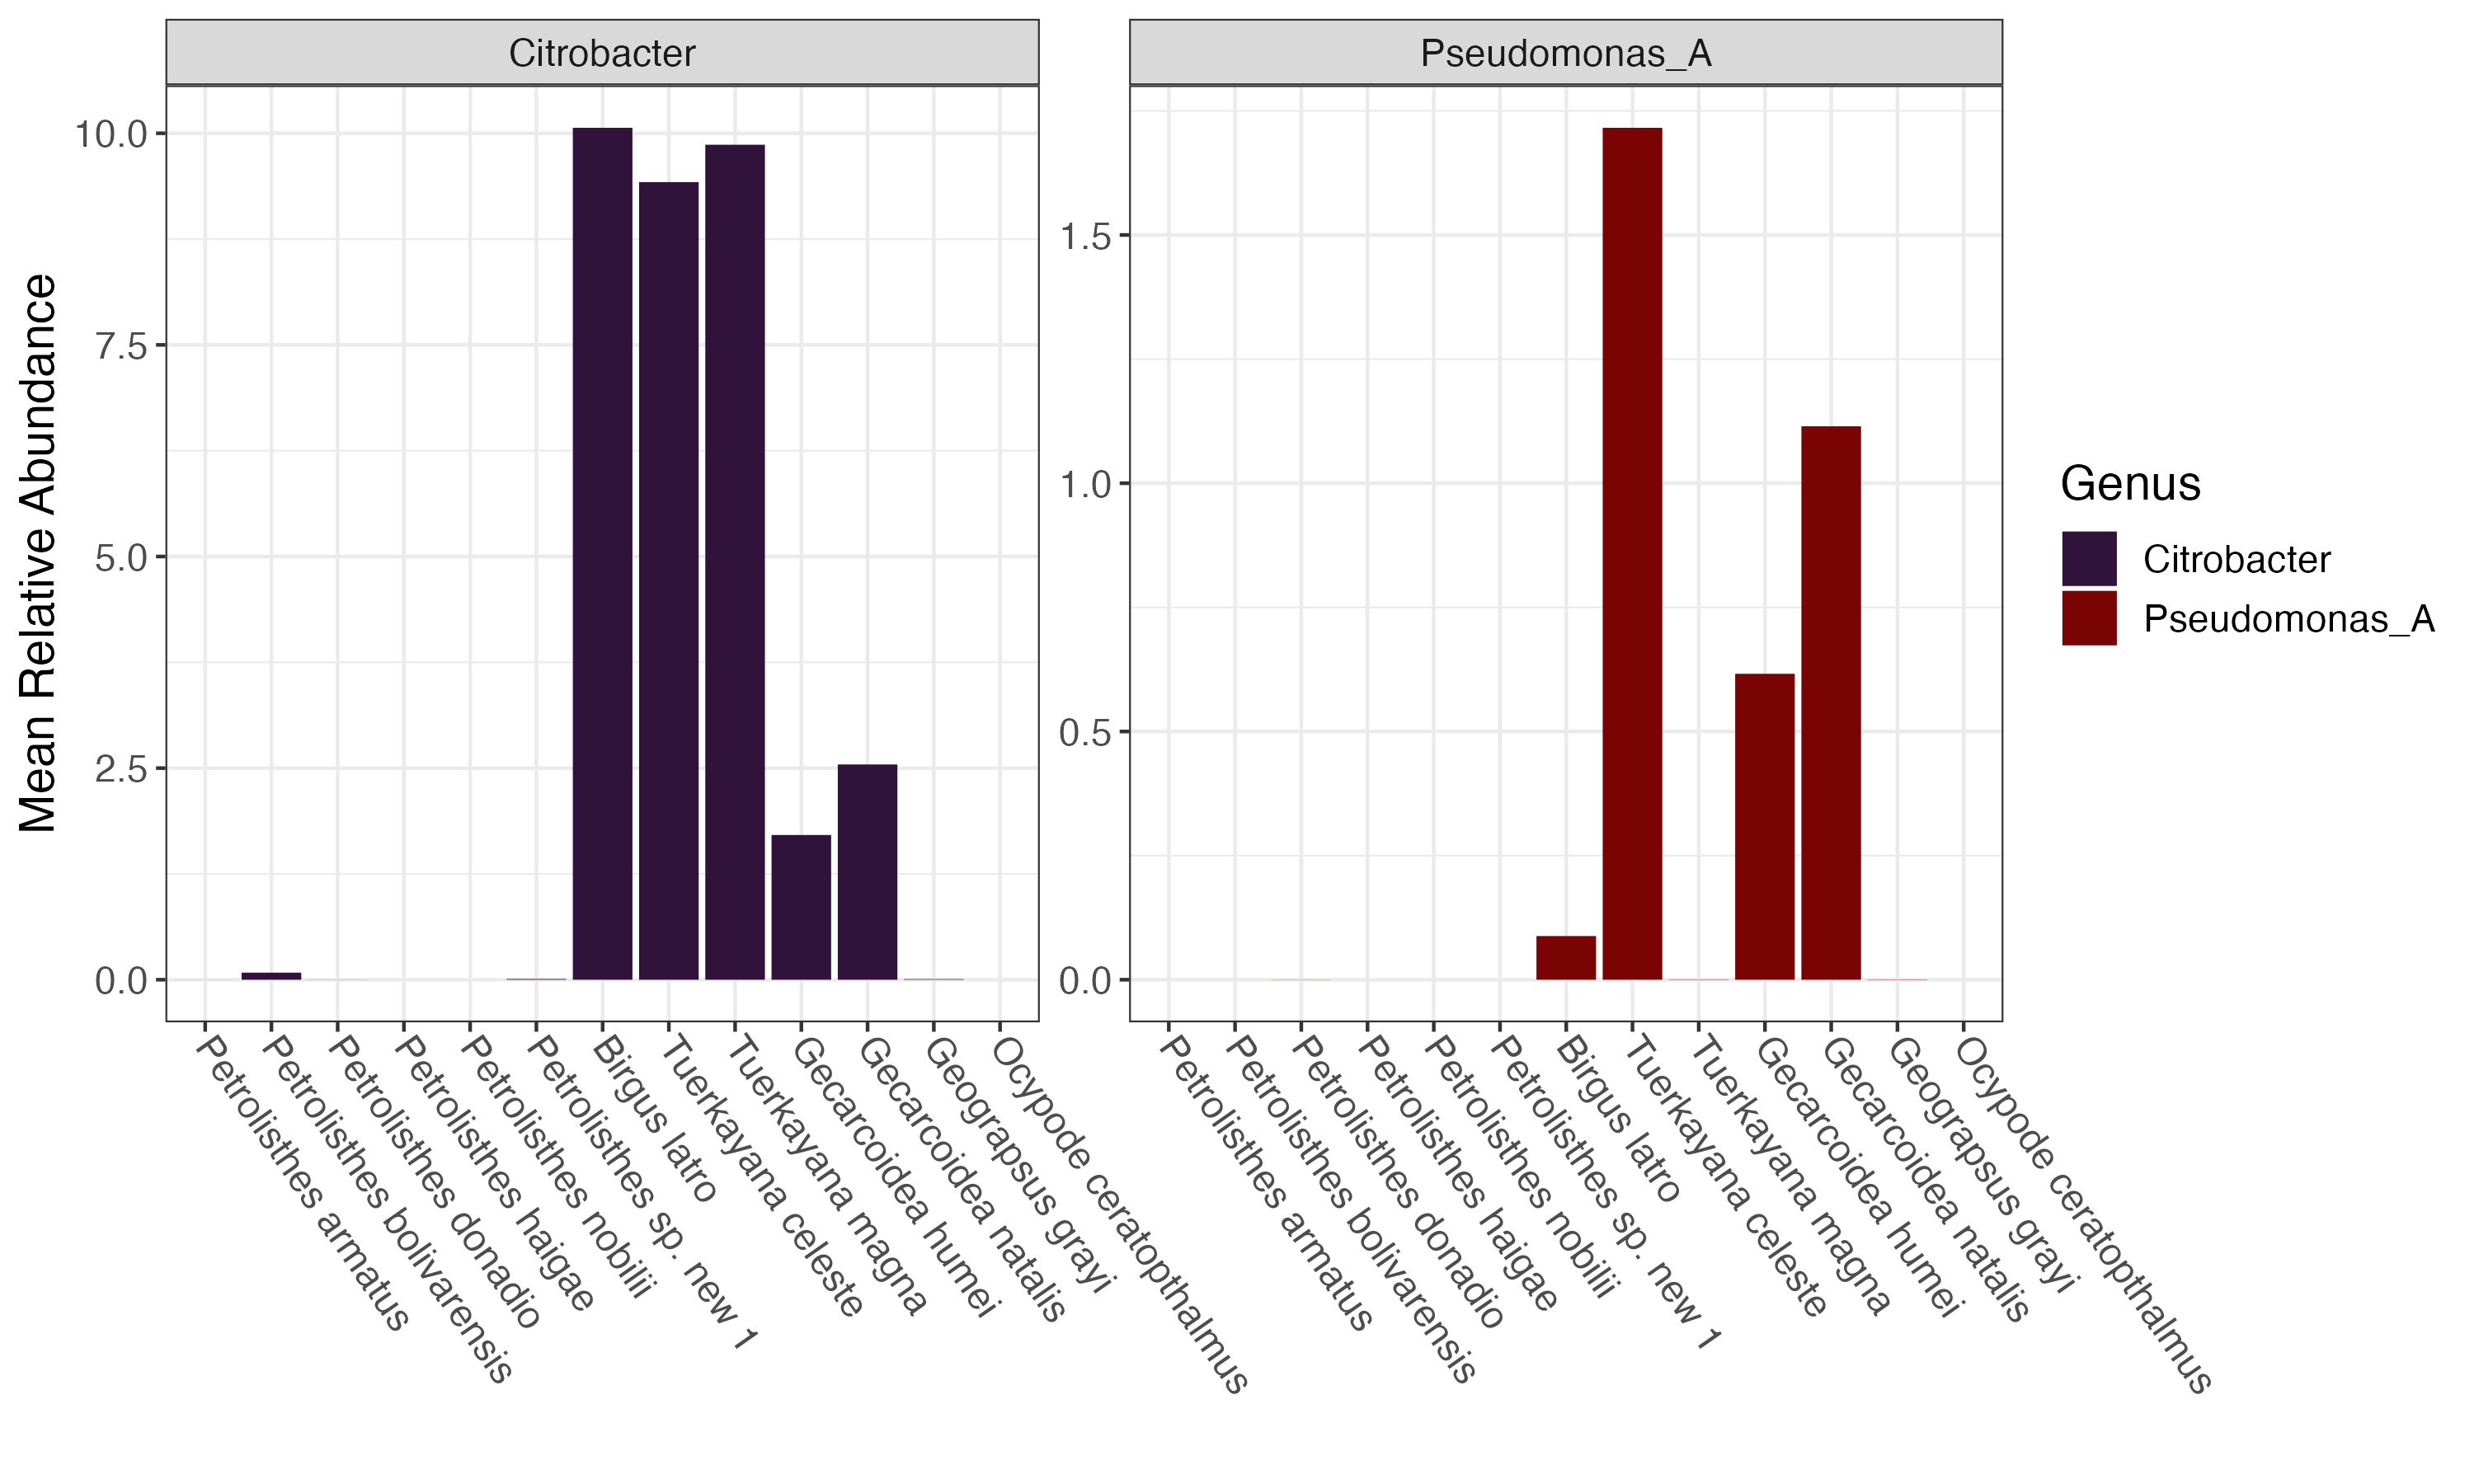 Citrobacter
Pseudomonas_A
Mean Relative Abundance
10.0
7.5
5.0
2.5
0.0
1.5
1.0
0.5
0.0
Petrolisthes armatus
Petrolisthes bolivarensis
Petrolisthes donadio
Petrolisthes haigae
Petrolisthes nobilii
Petrolisthes sp. new 1
Birgus latro
Tuerkayana celeste
Tuerkayana magna
Gecarcoidea humei
Gecarcoidea natalis
Geograpsus grayi
Ocypode ceratopthalmus
Petrolisthes armatus
Petrolisthes bolivarensis
Petrolisthes donadio
Petrolisthes haigae
Petrolisthes nobilii
Petrolisthes sp. new 1
Birgus latro
Tuerkayana celeste
Tuerkayana magna
Gecarcoidea humei
Gecarcoidea natalis
Geograpsus grayi
Ocypode ceratopthalmus
Genus
Citrobacter
Pseudomonas_A